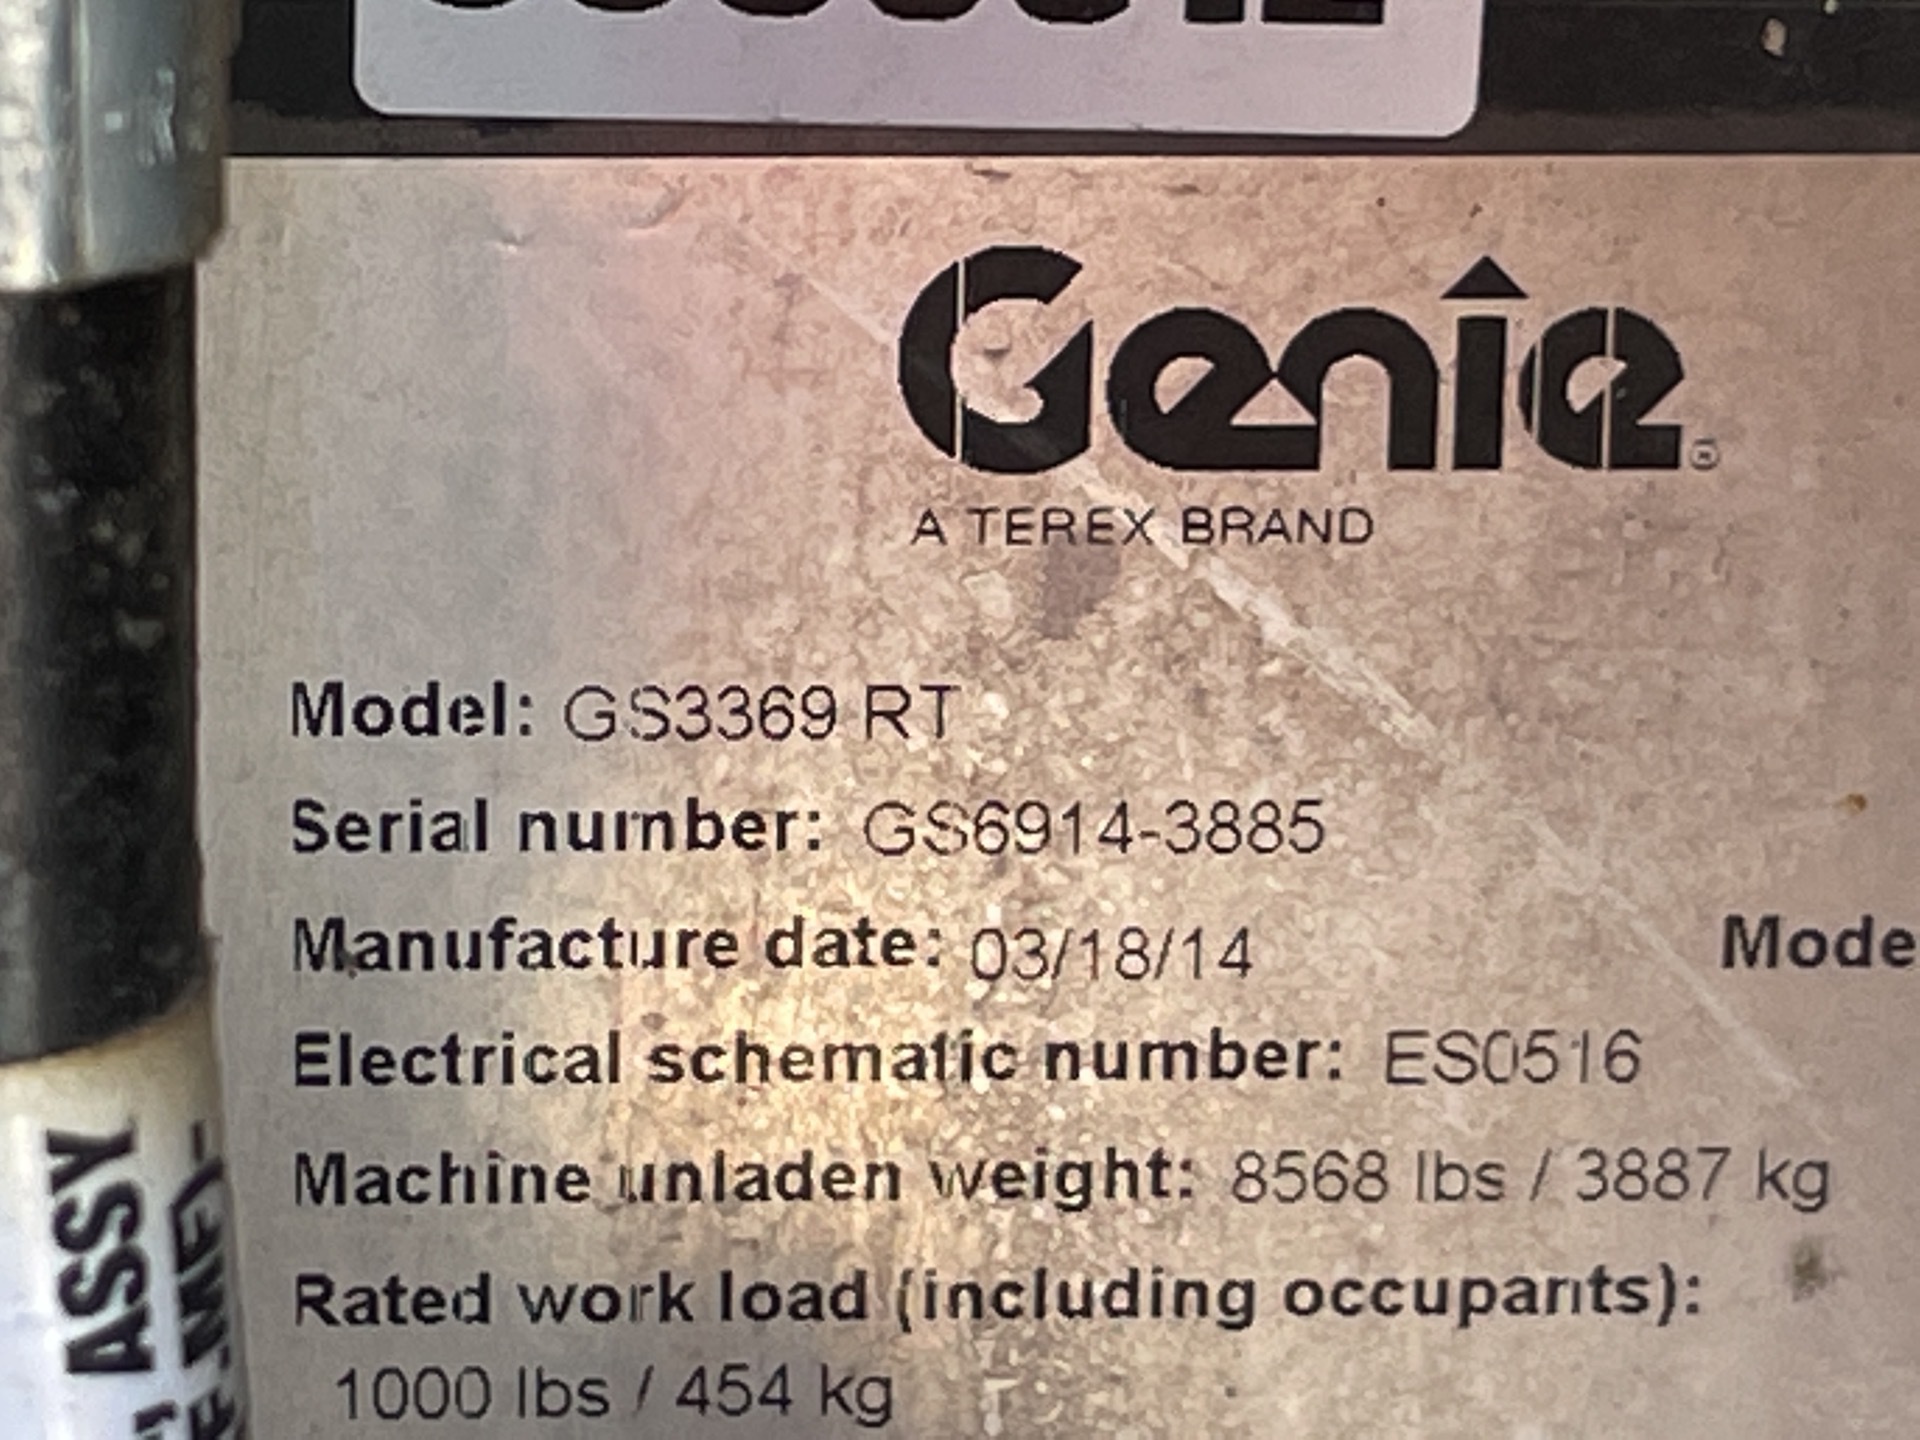 Genie®
A TEREX BRAND
Model: GS3369 RT
Serial number: GS6914-3885
Manufacture date: 03/18/14
Mode
Electrical schematic number: ES0516
Machine unladen weight: 8568 lbs / 3887 kg
Rated work load (including occupants):
1000 lbs / 454 kg
ASSY